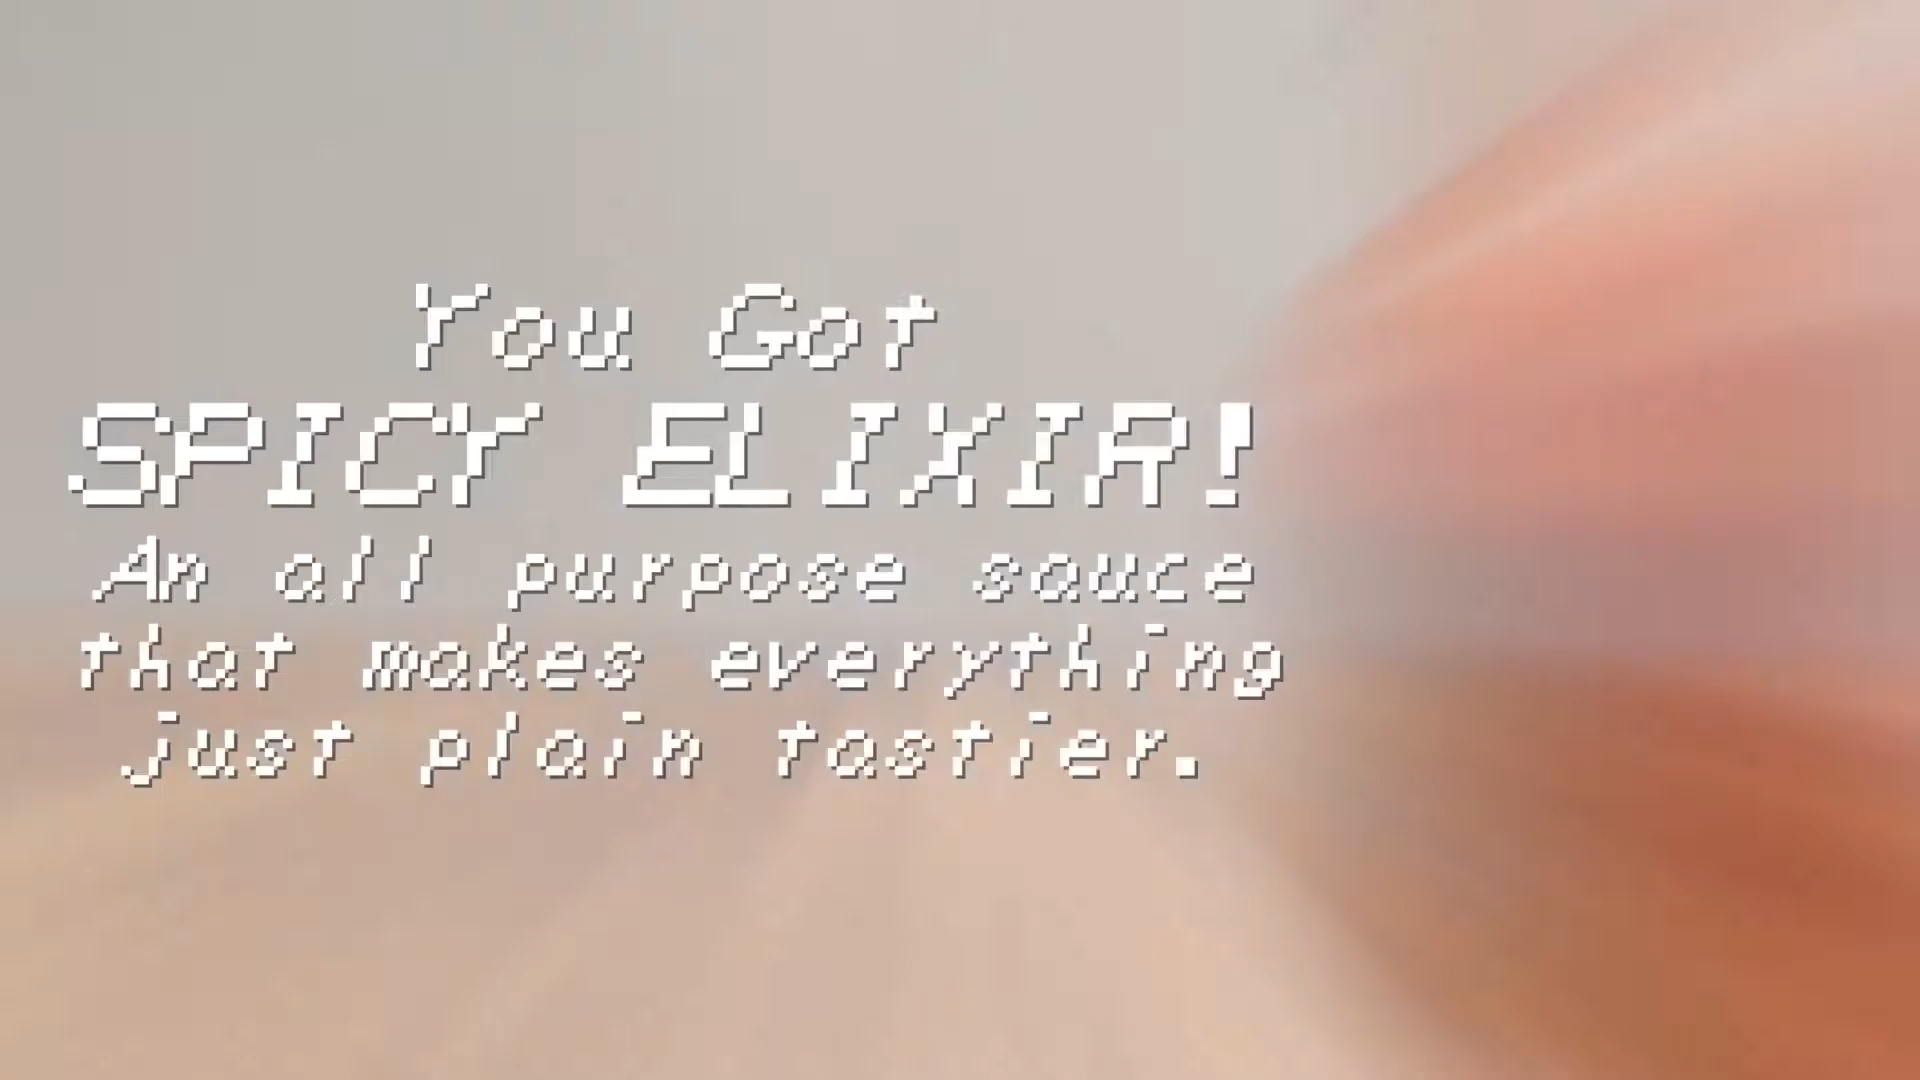 You Got
SPICY ELIXIR!
An all purpose sauce
that makes everything
just plain tastier.